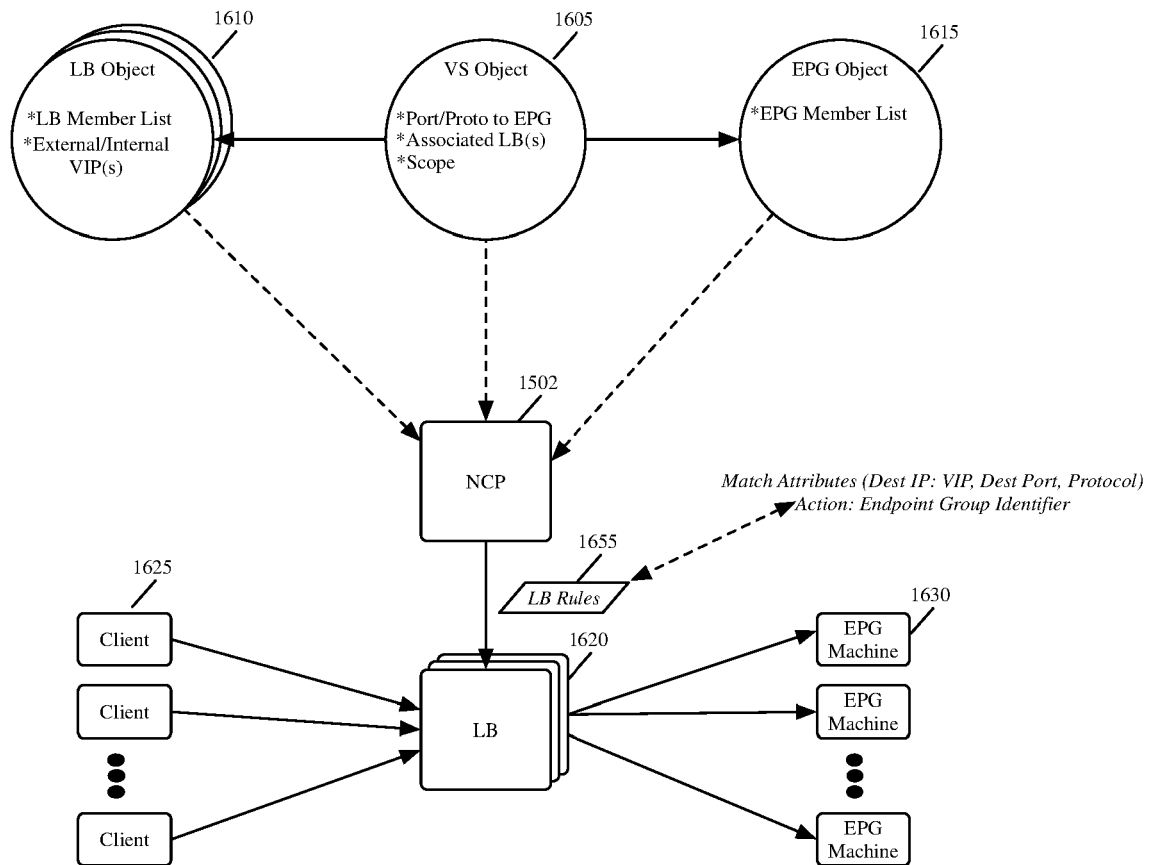 1610
1605
1615
LB Object
VS Object
EPG Object
*LB Member List
*External/Internal
VIP(s)
*Port/Proto to EPG
*Associated LB(s)
*Scope
*EPG Member List
1502
NCP
Match Attributes (Dest IP: VIP, Dest Port, Protocol)
Action: Endpoint Group Identifier
1655
LB Rules
1625
1620
1630
Client
EPG
Machine
Client
LB
EPG
Machine
Client
EPG
Machine